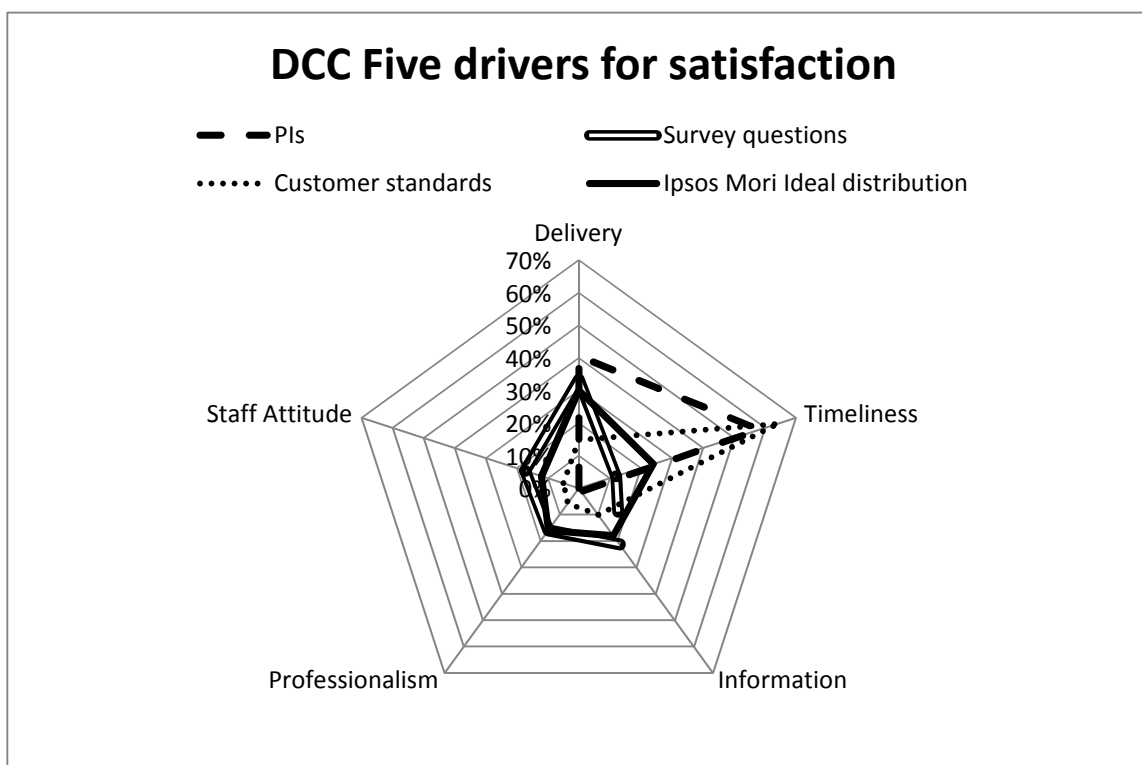 DCC Five drivers for satisfaction
PIs
Survey questions
Customer standards
Ipsos Mori Ideal distribution
Delivery
70%
60%
50%
40%
30%
20%
10%
0%
Timeliness
Staff Attitude
Professionalism
Information